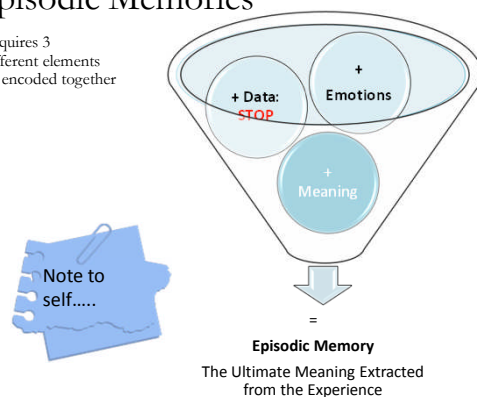 pisodic Memories
quires 3
ferent elements
encoded together
+ Data:
STOP
+
Emotions
+
Meaning
Note to
self…..
=
Episodic Memory
The Ultimate Meaning Extracted
from the Experience